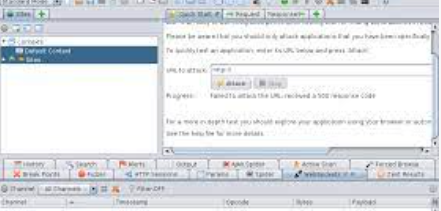 Standard Mode
Sites
Quick Start
Request
Response
Contexts
Default Context
Sites
Please be aware that you should only attack applications that you have been specifically
To quickly test an application, enter its URL below and press 'Attack'.
URL to attack: http://
Attack
Stop
Progress: Failed to attack the URL: received a 500 response code
For a more in depth test you should explore your application using your browser or autom
See the help file for more details.
History
Search
Alerts
Output
AJAX Spider
Active Scan
Forced Browse
Break Points
Fuzzer
HTTP Sessions
Params
Spider
WebSockets
Zest Results
Channel: All Channels
Filter:OFF
Channel
Timestamp
Opcode
Bytes
Payload